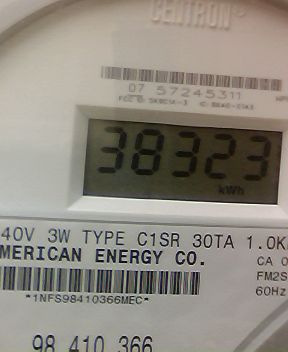 CENTRON
07 57245311
38323
kWh
40V 3W TYPE C1SR 30TA 1.0K
MERICAN ENERGY CO.
CA 0
FM2S
60Hz
*1NFS98410366MEC*
98 410 366